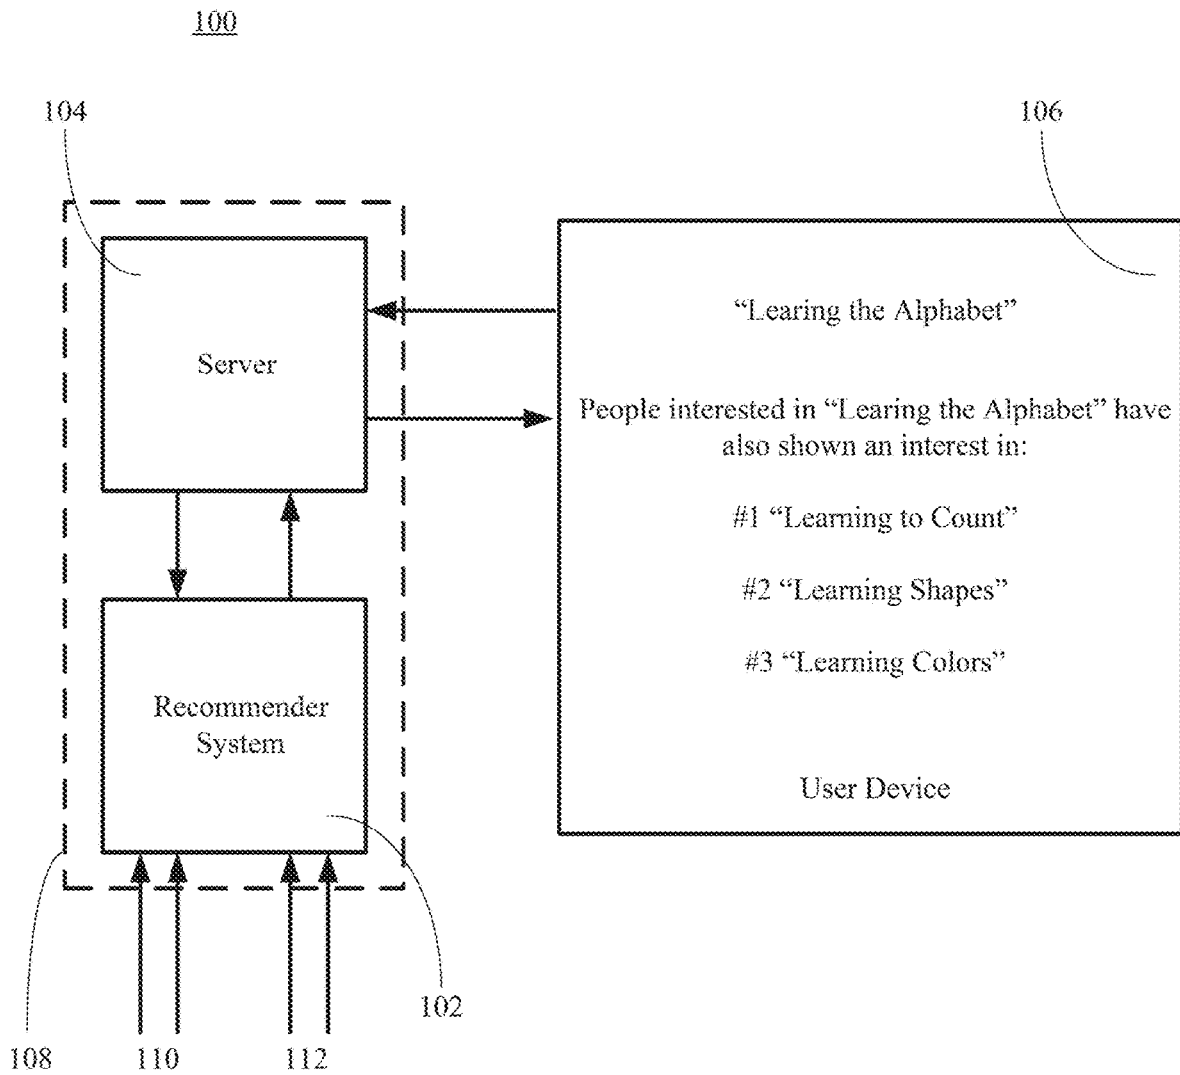 100
104
106
Server
“Learing the Alphabet”
People interested in “Learing the Alphabet” have
also shown an interest in:
#1 “Learning to Count”
#2 “Learning Shapes”
#3 “Learning Colors”
User Device
Recommender
System
102
108
110
112